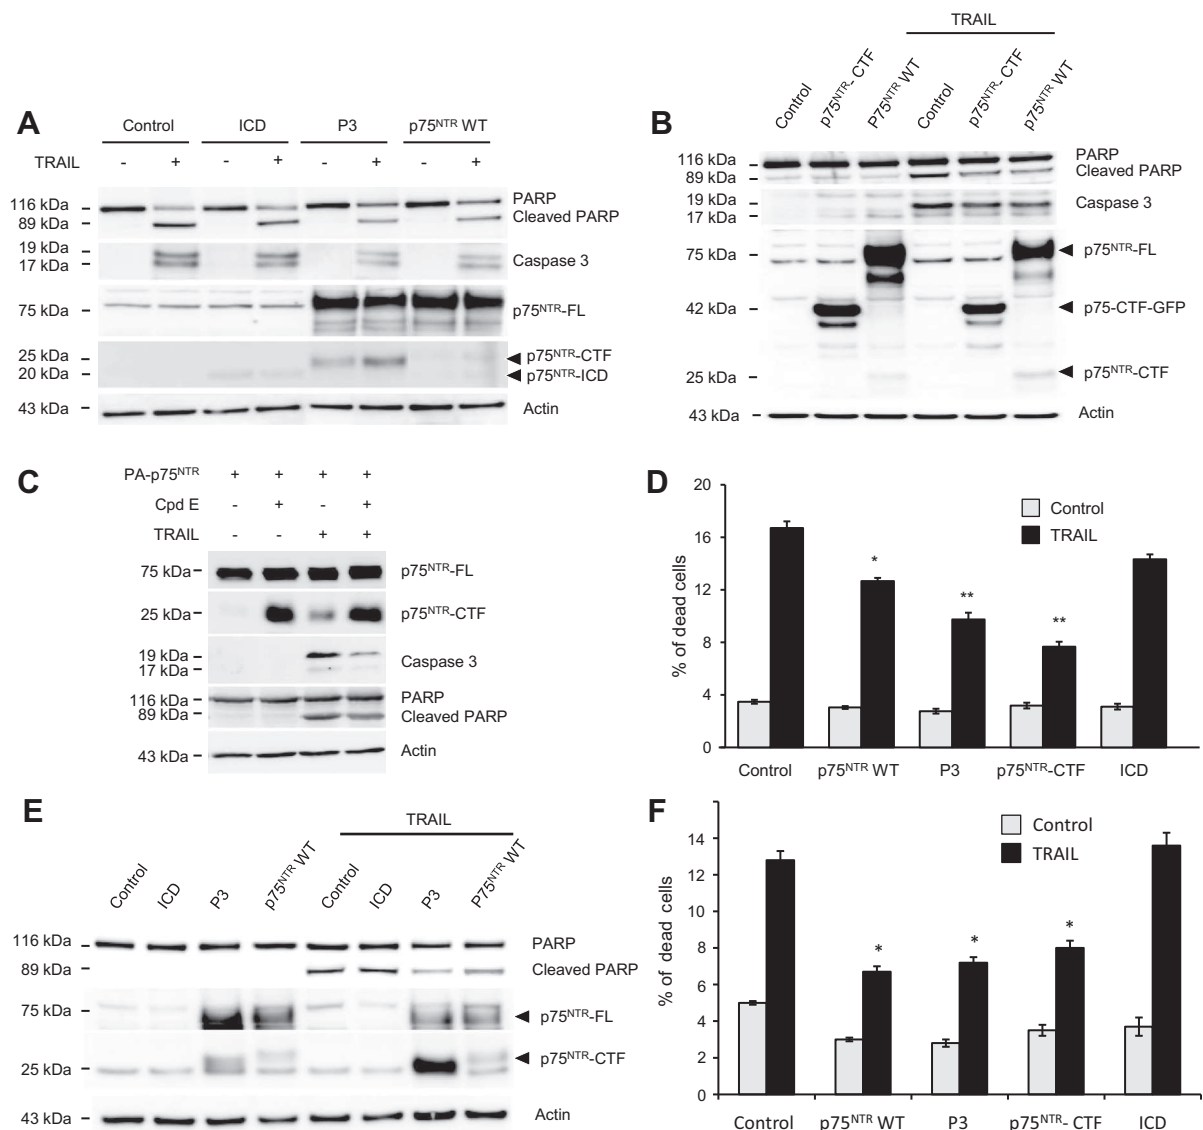 A
Control ICD P3 p75NTR WT
TRAIL - + - + - + - +
116 kDa PARP
89 kDa Cleaved PARP
19 kDa
17 kDa Caspase 3
75 kDa p75NTR-FL
25 kDa p75NTR-CTF
20 kDa p75NTR-ICD
43 kDa Actin
B
TRAIL
Control p75NTR- CTF P75NTR WT Control p75NTR- CTF p75NTR WT
116 kDa PARP
89 kDa Cleaved PARP
19 kDa
17 kDa Caspase 3
75 kDa p75NTR-FL
42 kDa p75-CTF-GFP
25 kDa p75NTR-CTF
43 kDa Actin
C
PA-p75NTR + + + +
Cpd E - + - +
TRAIL - - + +
75 kDa p75NTR-FL
25 kDa p75NTR-CTF
19 kDa
17 kDa Caspase 3
116 kDa PARP
89 kDa Cleaved PARP
43 kDa Actin
D
% of dead cells
20
16
12
8
4
0
Control
TRAIL
* ** **
Control p75NTR WT P3 p75NTR-CTF ICD
E
TRAIL
Control ICD P3 p75NTR WT Control ICD P3 P75NTR WT
116 kDa PARP
89 kDa Cleaved PARP
75 kDa p75NTR-FL
p75NTR-CTF
25 kDa
43 kDa Actin
F
% of dead cells
14
12
10
8
6
4
2
0
Control
TRAIL
* * *
Control p75NTR WT P3 p75NTR- CTF ICD